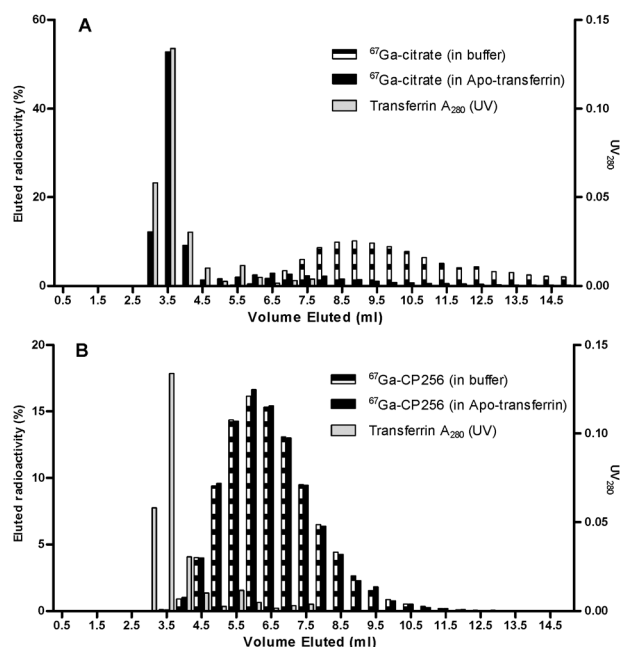 A
60
40
20
0
Eluted radioactivity (%)
⁶⁷Ga-citrate (in buffer)
⁶⁷Ga-citrate (in Apo-transferrin)
Transferrin A₂₈₀ (UV)
0.15
0.10
0.05
0.00
UV₂₈₀
0.5 1.5 2.5 3.5 4.5 5.5 6.5 7.5 8.5 9.5 10.5 11.5 12.5 13.5 14.5
Volume Eluted (ml)
B
20
15
10
5
0
Eluted radioactivity (%)
⁶⁷Ga-CP256 (in buffer)
⁶⁷Ga-CP256 (in Apo-transferrin)
Transferrin A₂₈₀ (UV)
0.15
0.10
0.05
0.00
UV₂₈₀
0.5 1.5 2.5 3.5 4.5 5.5 6.5 7.5 8.5 9.5 10.5 11.5 12.5 13.5 14.5
Volume Eluted (ml)